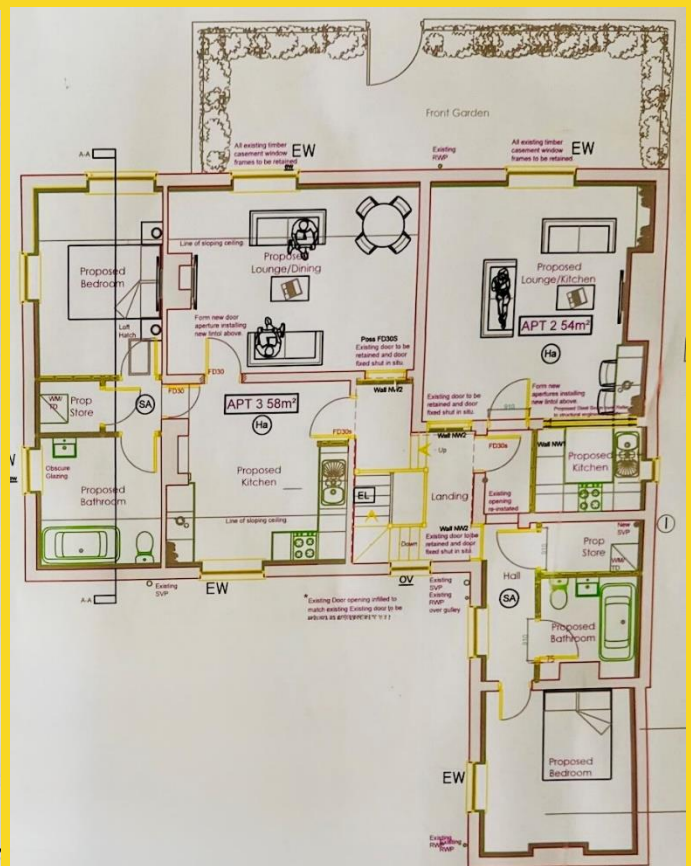 Front Garden
A-A
All existing timber
casement window
frames to be retained
EW
Existing
RWP
All existing timber
casement window
frames to be retained
EW
Line of sloping ceiling.
Proposed
Bedroom
Proposed
Lounge/Dining
Proposed
Lounge/Kitchen
APT 2 54m²
Ha
Loft
Hatch
Form new door
aperture installing
new lintol above.
FD30
Poss FD30S
Existing door to be
retained and door
fixed shut in situ.
Wall NW2
Existing door to be
retained and door
fixed shut in situ.
Form new
apertures installing
new lintol above.
910
FD30
WM/
TD
Prop
Store
SA
APT 3 58m²
Ha
FD30s
Wall NW2
Up
FD30s
Wall NW1
Proposed
Kitchen
W
Obscure
Glazing
Proposed
Bathroom
Proposed
Kitchen
EL
Landing
Existing
opening
re-instated
Line of sloping ceiling
Down
Wall NW2
Existing door to be
retained and door
fixed shut in situ.
New
SVP
Prop
Store
WM/
TD
Existing
SVP
EW
OV
Existing
SVP
Existing
RWP
over gulley
Hall
SA
A-A
* Existing Door opening infilled to
match existing Existing door to be
910
Proposed
Bathroom
Proposed
Bedroom
EW
Existing
RWP